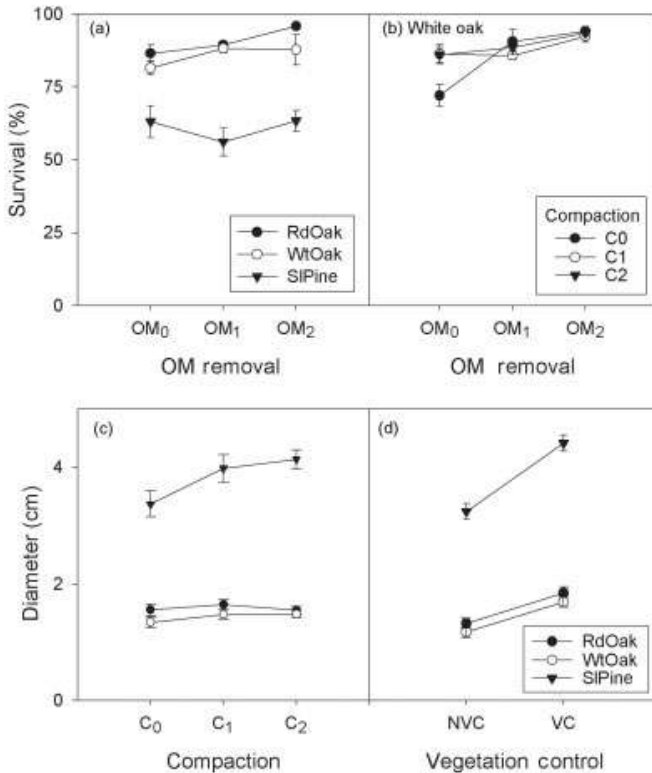 100
75
50
25
0
Survival (%)
(a)
RdOak
WtOak
SlPine
OM0 OM1 OM2
OM removal
(b) White oak
Compaction
C0
C1
C2
OM0 OM1 OM2
OM removal
4
2
0
Diameter (cm)
(c)
C0 C1 C2
Compaction
(d)
RdOak
WtOak
SlPine
NVC VC
Vegetation control